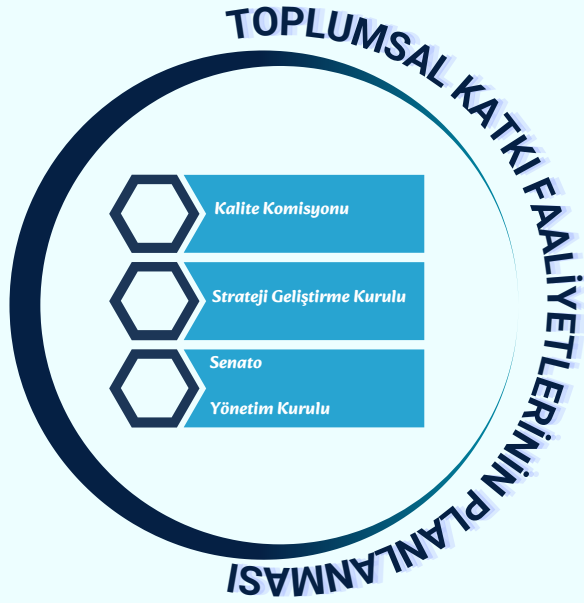 TOPLUMSAL KATKI FAALİYETLERİNİN PLANLANMASI
Kalite Komisyonu
Strateji Geliştirme Kurulu
Senato
Yönetim Kurulu